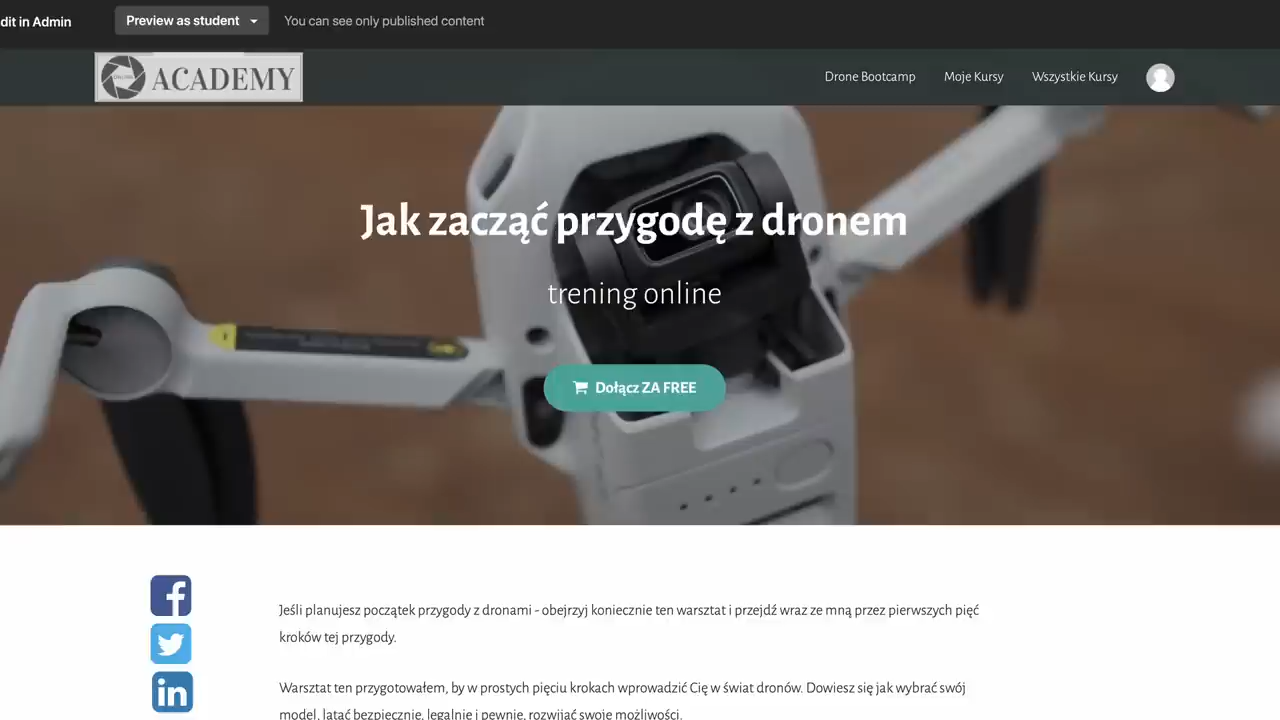 dit in Admin
Preview as student
You can see only published content
ACADEMY
Drone Bootcamp
Moje Kursy
Wszystkie Kursy
Jak zacząć przygodę z dronem
trening online
Dołącz ZA FREE
Jeśli planujesz początek przygody z dronami - obejrzyj koniecznie ten warsztat i przejdź wraz ze mną przez pierwszych pięć
kroków tej przygody.
Warsztat ten przygotowałem, by w prostych pięciu krokach wprowadzić Cię w świat dronów. Dowiesz się jak wybrać swój
model, latać bezpiecznie, legalnie i pewnie, rozwijać swoje możliwości.